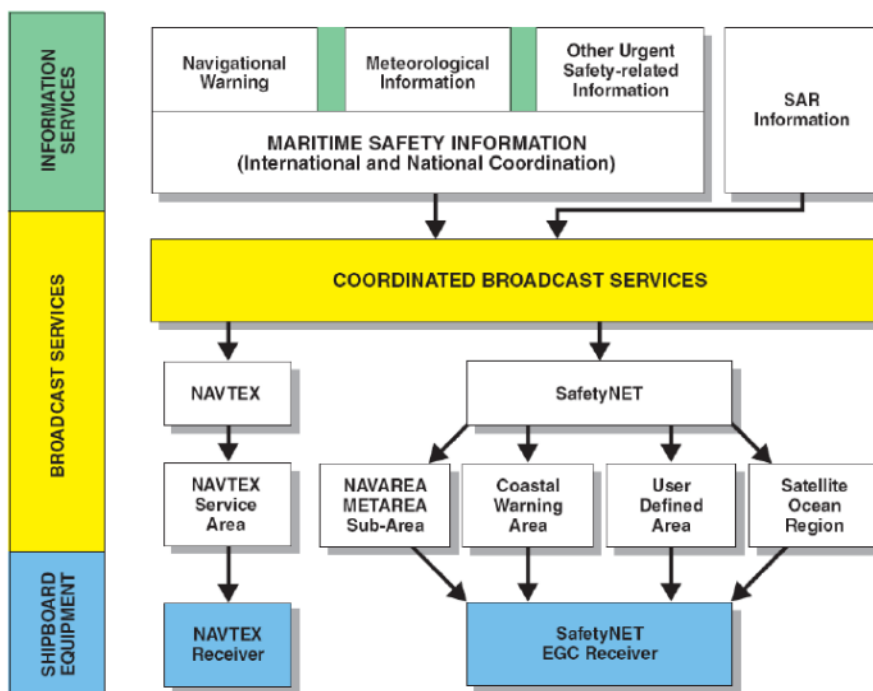 INFORMATION
SERVICES
Navigational
Warning
Meteorological
Information
Other Urgent
Safety-related
Information
MARITIME SAFETY INFORMATION
(International and National Coordination)
SAR
Information
BROADCAST SERVICES
COORDINATED BROADCAST SERVICES
NAVTEX
SafetyNET
NAVTEX
Service
Area
NAVAREA
METAREA
Sub-Area
Coastal
Warning
Area
User
Defined
Area
Satellite
Ocean
Region
SHIPBOARD
EQUIPMENT
NAVTEX
Receiver
SafetyNET
EGC Receiver